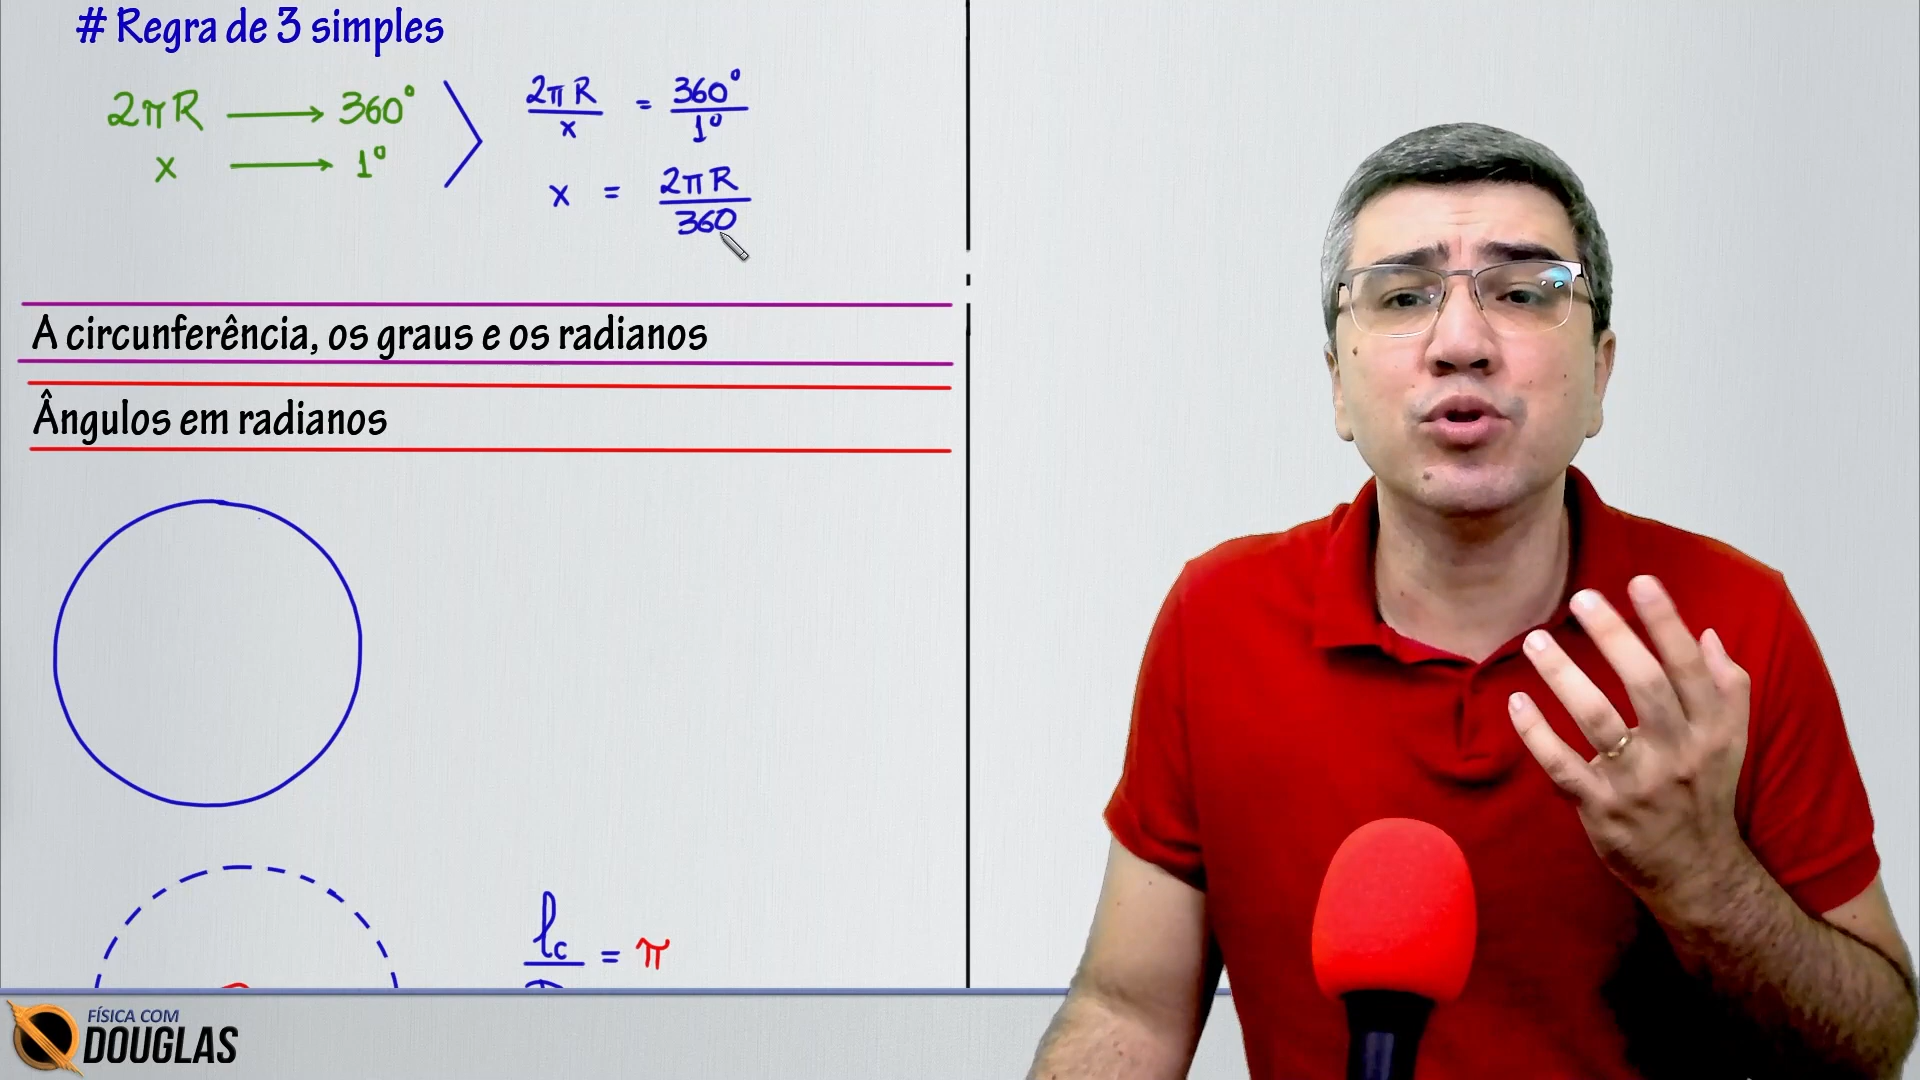 # Regra de 3 simples
2πR → 360°
x → 1°
2πR / x = 360° / 1°
x = 2πR / 360
A circunferência, os graus e os radianos
Ângulos em radianos
lc = π
FÍSICA COM
DOUGLAS